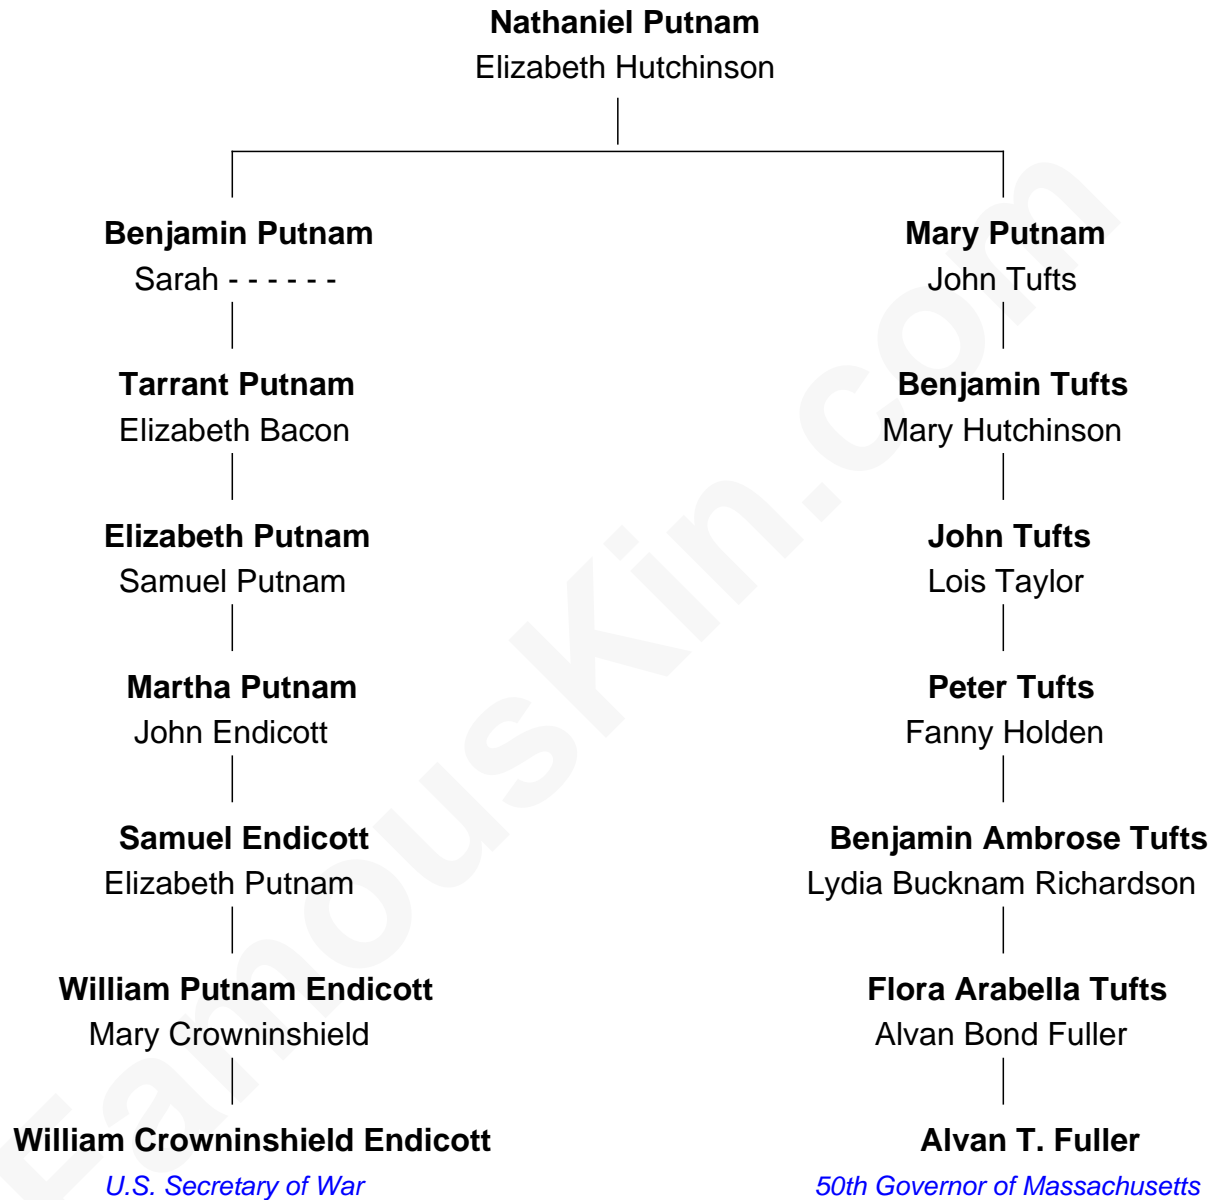 Nathaniel Putnam
Elizabeth Hutchinson
Benjamin Putnam
Sarah - - - - - -
Mary Putnam
John Tufts
Tarrant Putnam
Elizabeth Bacon
Benjamin Tufts
Mary Hutchinson
Elizabeth Putnam
Samuel Putnam
John Tufts
Lois Taylor
Martha Putnam
John Endicott
Peter Tufts
Fanny Holden
Samuel Endicott
Elizabeth Putnam
Benjamin Ambrose Tufts
Lydia Bucknam Richardson
William Putnam Endicott
Mary Crowninshield
Flora Arabella Tufts
Alvan Bond Fuller
William Crowninshield Endicott
U.S. Secretary of War
Alvan T. Fuller
50th Governor of Massachusetts
FamousKin.com